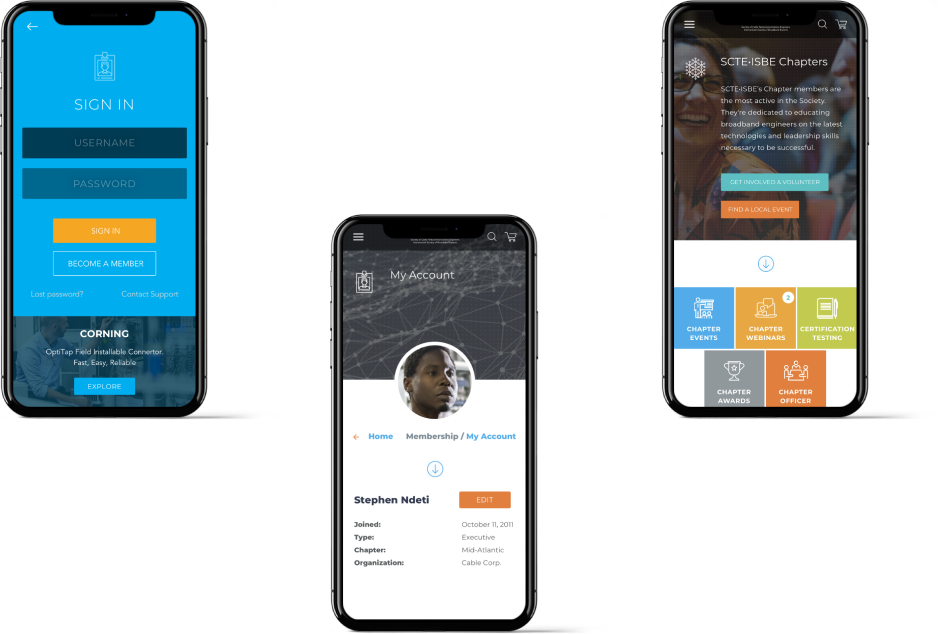 SIGN IN
USERNAME
PASSWORD
SIGN IN
BECOME A MEMBER
Lost password?
Contact Support
CORNING
OptiTap Field Installable Connertor.
Fast, Easy, Reliable
EXPLORE
My Account
Home
Membership / My Account
Stephen Ndeti
EDIT
Joined:
October 11, 2011
Type:
Executive
Chapter:
Mid-Atlantic
Organization:
Cable Corp.
SCTE•ISBE Chapters
SCTE•ISBE's Chapter members are
the most active in the Society.
They're dedicated to educating
broadband engineers on the latest
technologies and leadership skills
necessary to be successful.
GET INVOLVED & VOLUNTEER
FIND A LOCAL EVENT
CHAPTER
EVENTS
2
CHAPTER
WEBINARS
CERTIFICATION
TESTING
CHAPTER
AWARDS
CHAPTER
OFFICER